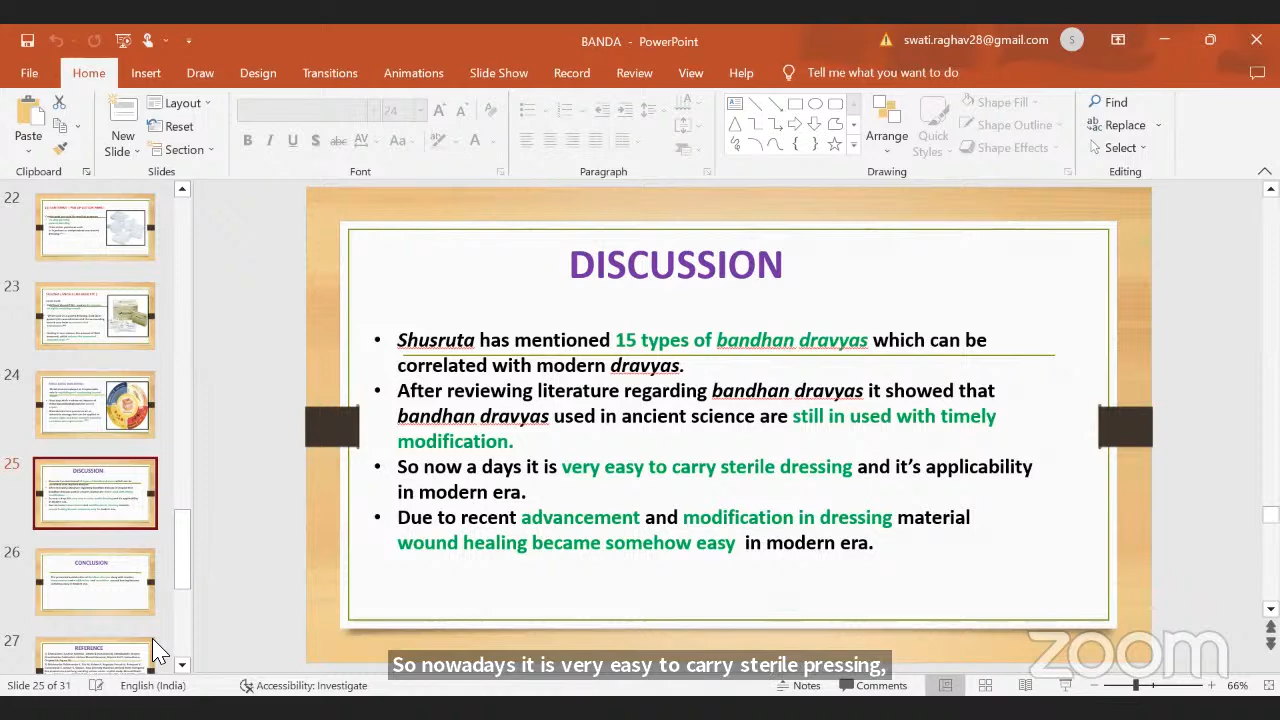 BANDA - PowerPoint
swati.raghav28@gmail.com
S
File Home Insert Draw Design Transitions Animations Slide Show Record Review View Help Tell me what you want to do
Paste
New
Slide
Layout
Reset
Section
24
B I U S abc AV Aa A
Arrange
Quick
Styles
Shape Fill
Shape Outline
Shape Effects
Find
Replace
Select
Clipboard Slides Font Paragraph Drawing Editing
22
23
24
25
DISCUSSION
26
CONCLUSION
27
REFERENCE
DISCUSSION
• Shusruta has mentioned 15 types of bandhan dravyas which can be
correlated with modern dravyas.
• After reviewing literature regarding bandhan dravyas it showed that
bandhan dravyas used in ancient science are still in used with timely
modification.
• So now a days it is very easy to carry sterile dressing and it's applicability
in modern era.
• Due to recent advancement and modification in dressing material
wound healing became somehow easy in modern era.
zoom
So nowadays it is very easy to carry sterile pressing,
Slide 25 of 31 English (India) Accessibility: Investigate Notes Comments 66%